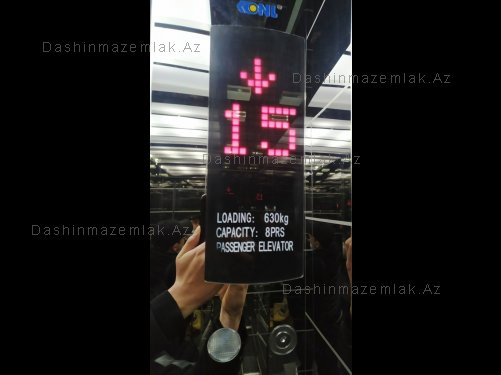 Dashinmazemlak.Az
Dashinmazemlak.Az
15
Dashinmazemlak.Az
LOADING: 630kg
CAPACITY: 8PRS
PASSENGER ELEVATOR
Dashinmazemlak.Az
Dashinmazemlak.Az